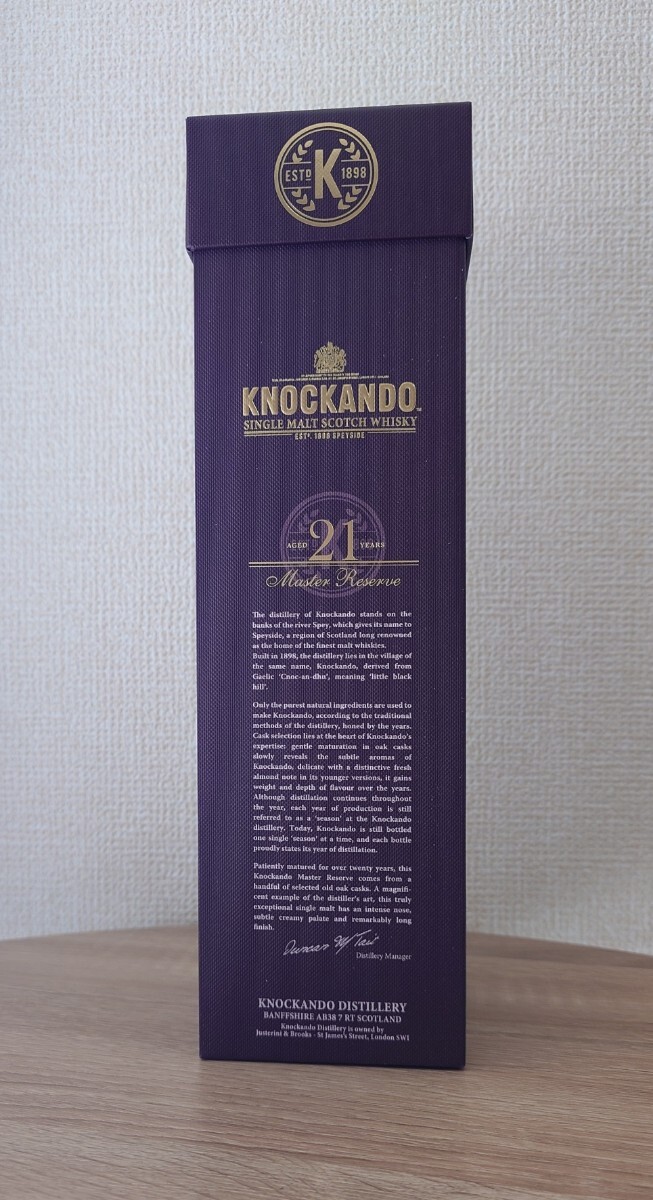 ESTD K 1898
KNOCKANDO
SINGLE MALT SCOTCH WHISKY
ESTD. 1898 SPEYSIDE
AGED 21 YEARS
Master Reserve
The distillery of Knockando stands on the
banks of the river Spey, which gives its name to
Speyside, a region of Scotland long renowned
as the home of the finest malt whiskies.
Built in 1898, the distillery lies in the village of
the same name, Knockando, derived from
Gaelic 'Cnoc-an-dhu', meaning 'little black
hill'.
Only the purest natural ingredients are used to
make Knockando, according to the traditional
methods of the distillery, honed by the years.
Cask selection lies at the heart of Knockando's
expertise: gentle maturation in oak casks
slowly reveals the subtle aromas of
Knockando, delicate with a distinctive fresh
almond note in its younger versions, it gains
weight and depth of flavour over the years.
Although distillation continues throughout
the year, each year of production is still
referred to as a 'season' at the Knockando
distillery. Today, Knockando is still bottled
one single 'season' at a time, and each bottle
proudly states its year of distillation.
Patiently matured for over twenty years, this
Knockando Master Reserve comes from a
handful of selected old oak casks. A magnifi-
cent example of the distiller's art, this truly
exceptional single malt has an intense nose,
subtle creamy palate and remarkably long
finish.
Distillery Manager
KNOCKANDO DISTILLERY
BANFFSHIRE AB38 7 RT SCOTLAND
Knockando Distillery is owned by
Justerini & Brooks - St James's Street, London SW1